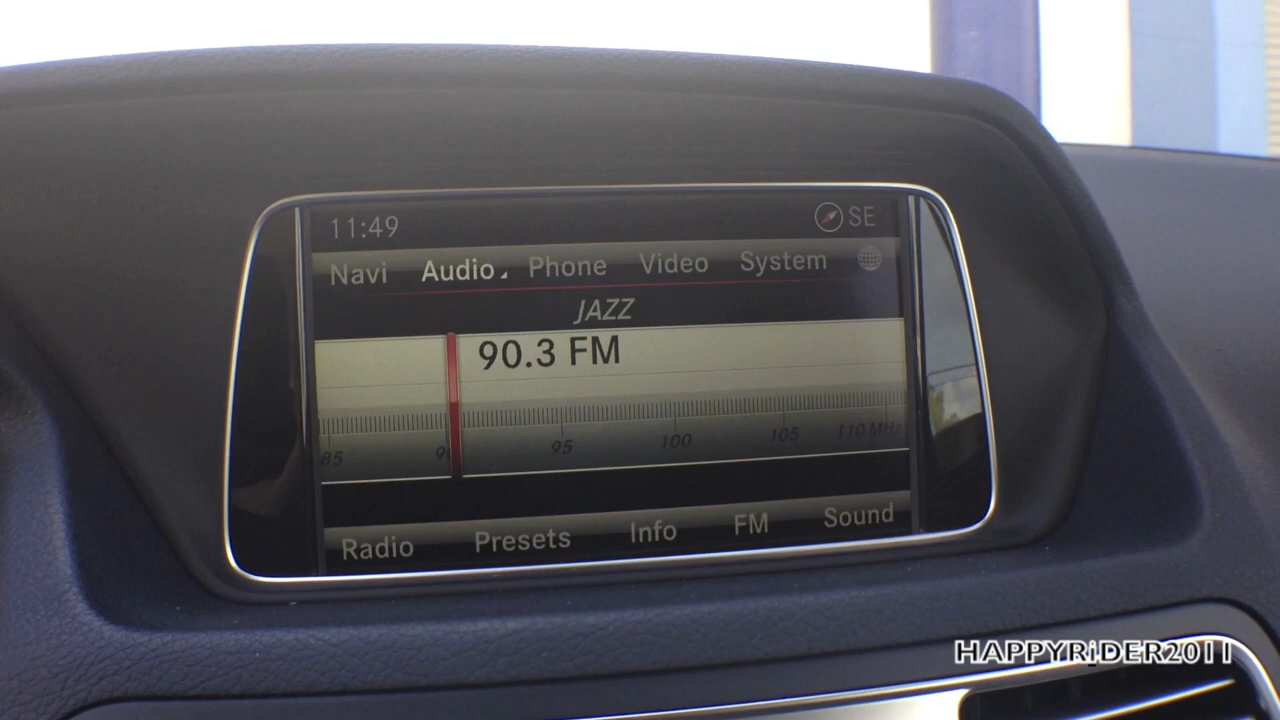 11:49 SE
Navi Audio Phone Video System
JAZZ
90.3 FM
85 90 95 100 105 110 MHz
Radio Presets Info FM Sound
HAPPYRiDER2011